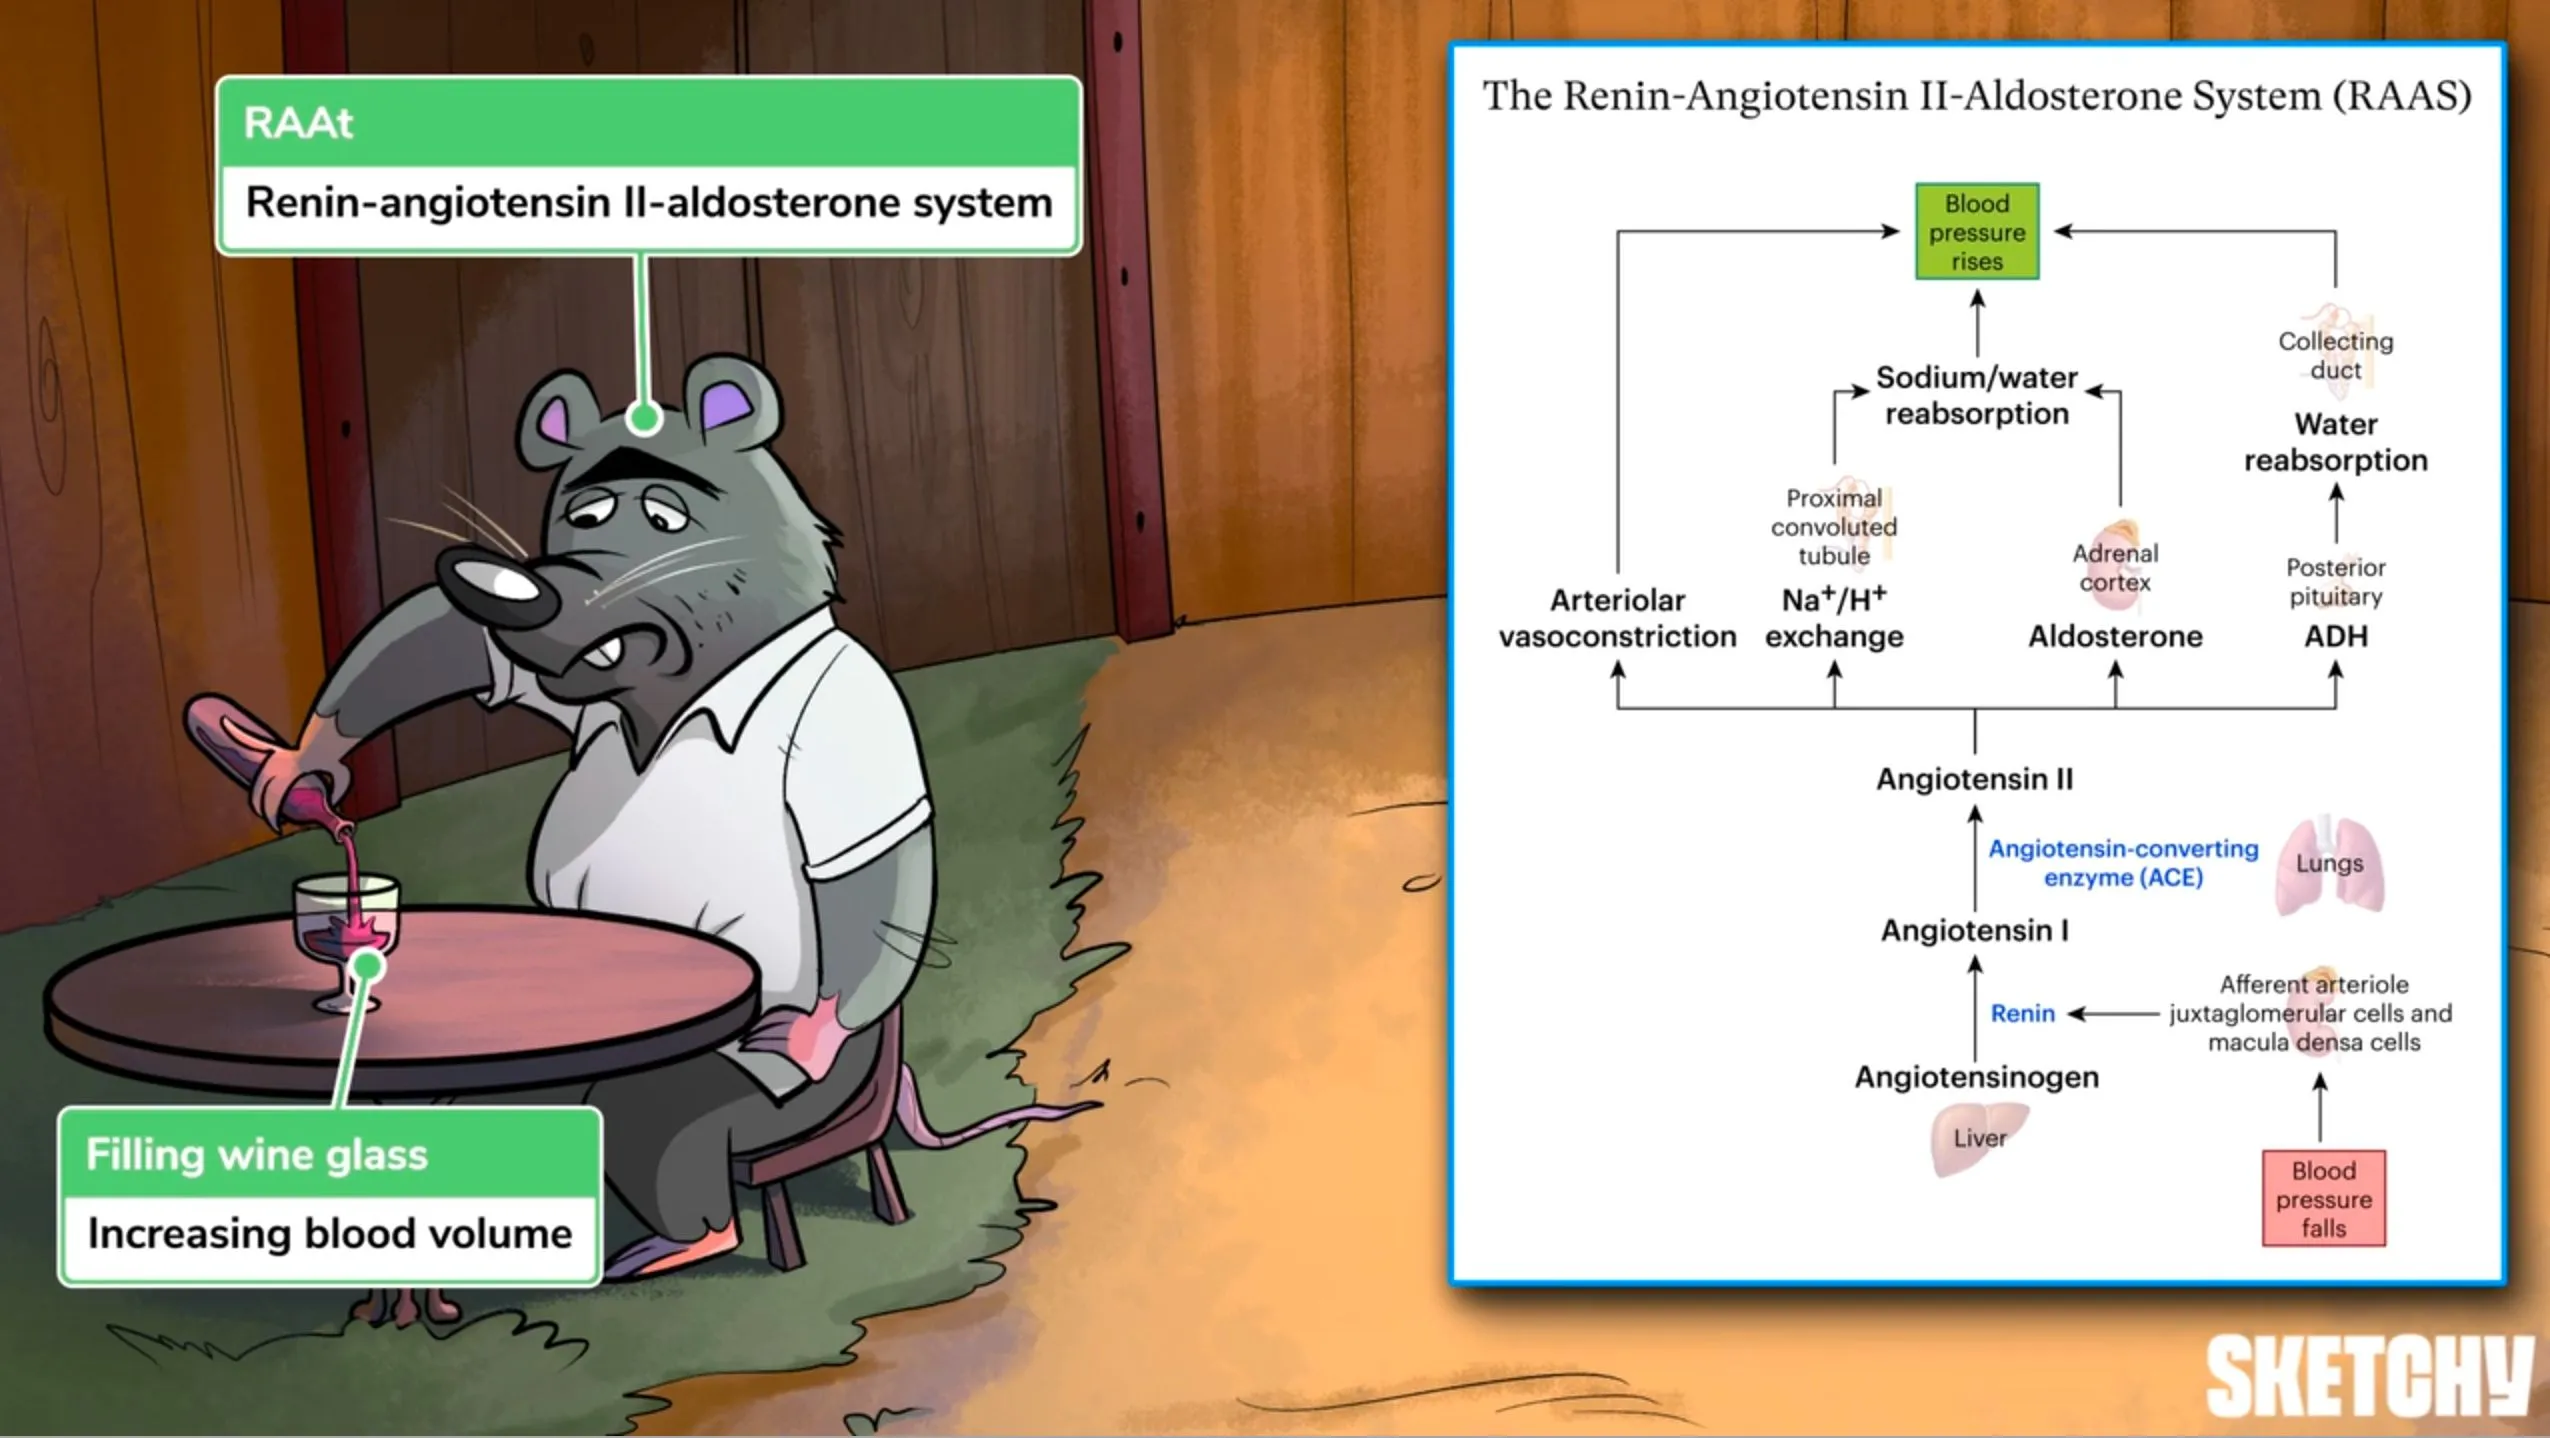 RAAt
Renin-angiotensin II-aldosterone system
Filling wine glass
Increasing blood volume
The Renin-Angiotensin II-Aldosterone System (RAAS)
Blood
pressure
rises
Sodium/water
reabsorption
Collecting
duct
Water
reabsorption
Proximal
convoluted
tubule
Adrenal
cortex
Posterior
pituitary
Arteriolar
vasoconstriction
Na⁺/H⁺
exchange
Aldosterone
ADH
Angiotensin II
Angiotensin-converting
enzyme (ACE)
Lungs
Angiotensin I
Renin
Afferent arteriole
juxtaglomerular cells and
macula densa cells
Angiotensinogen
Liver
Blood
pressure
falls
SKETCHY